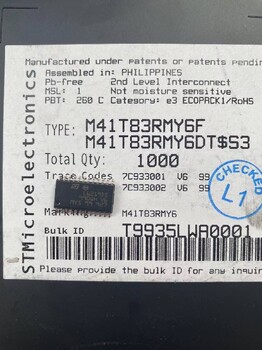 Manufactured under patents or patents pending
Assembled in: PHILIPPINES
Pb-free 2nd Level Interconnect
MSL: 1 Not moisture sensitive
PBT: 260 C Category: e3 ECOPACK1/RoHS
TYPE: M41T83RMY6F
M41T83RMY6DT$S3
Total Qty: 1000
Trace Codes 7C933001 V6 99
7C933002 V6 99
CHECKED
L1
Marking: M41T83RMY6
Bulk ID T9935LWA0001
Please provide the bulk ID for any inquiry
STMicroelectronics